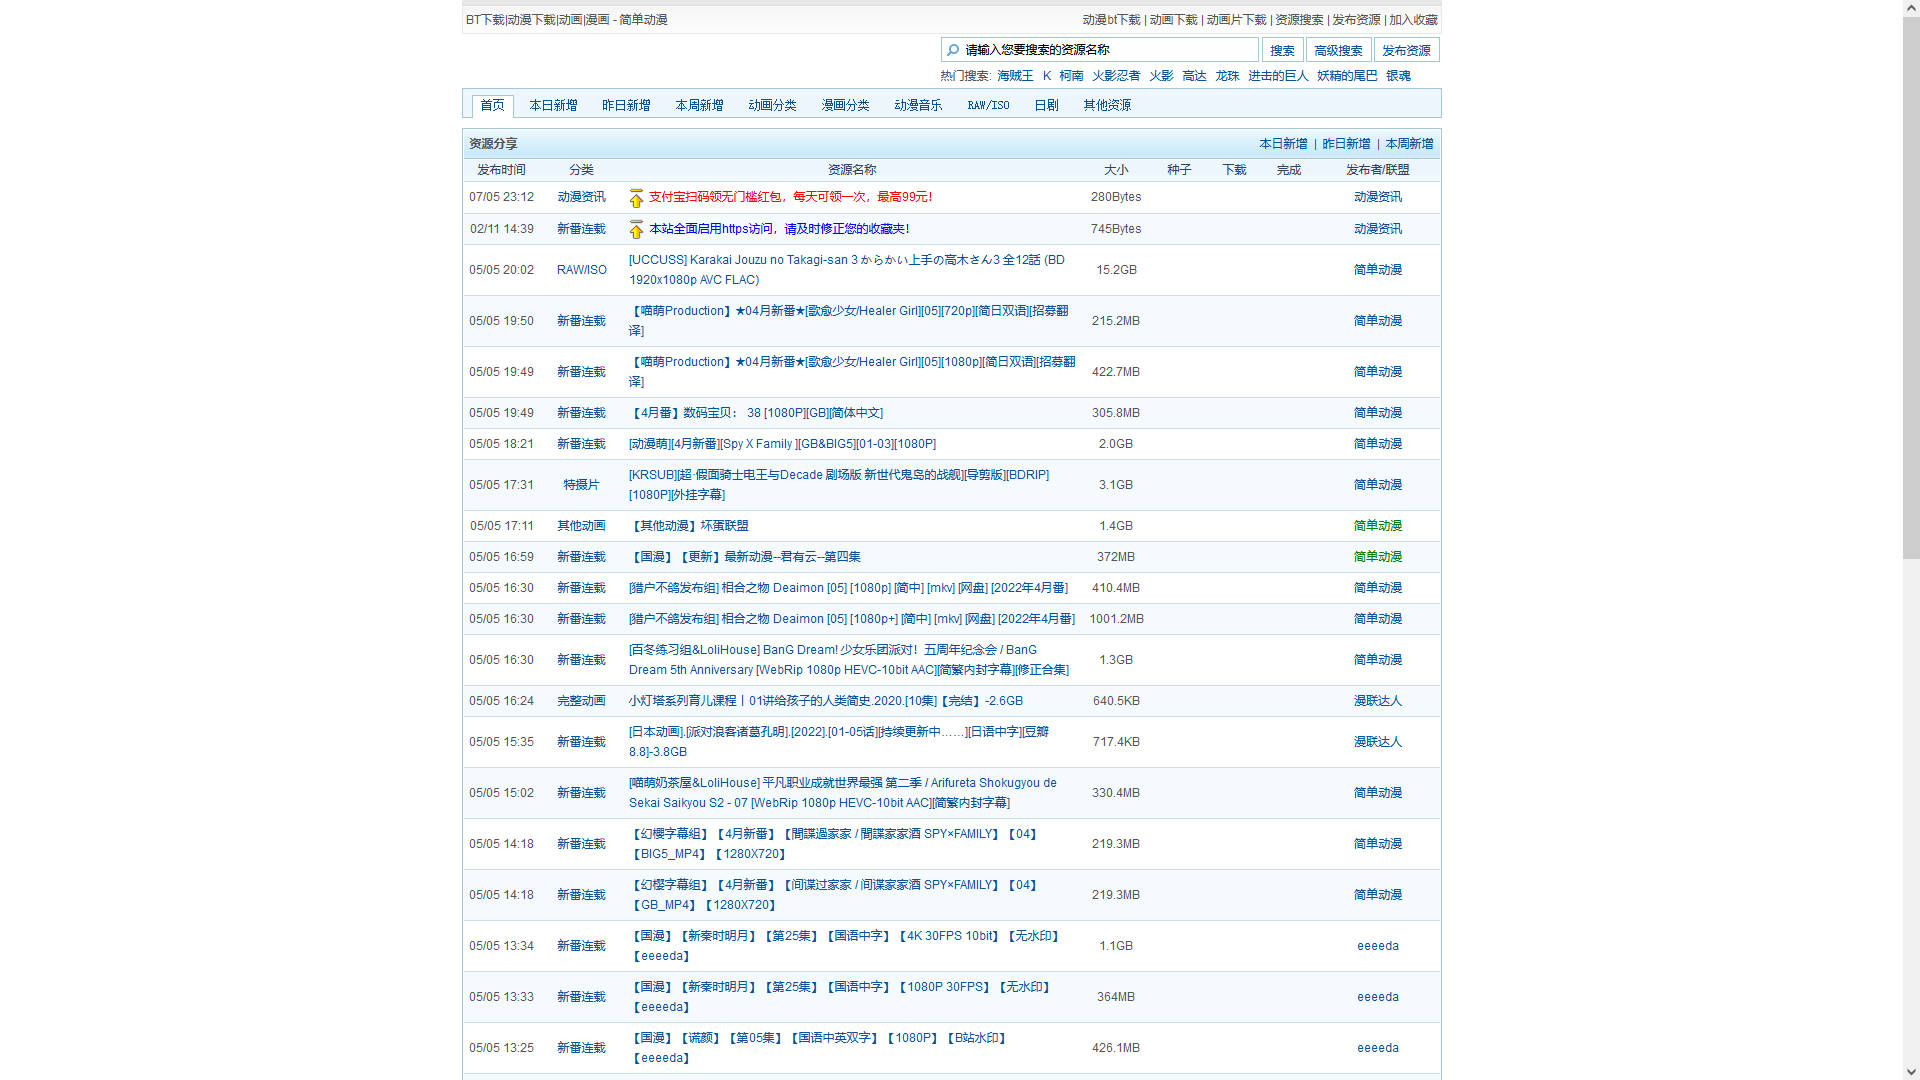 BT下载|动漫下载|动画|漫画 - 简单动漫
动漫bt下载 | 动画下载 | 动画片下载 | 资源搜索 | 发布资源 | 加入收藏
请输入您要搜索的资源名称 搜索 高级搜索 发布资源
热门搜索: 海贼王 K 柯南 火影忍者 火影 高达 龙珠 进击的巨人 妖精的尾巴 银魂
首页 本日新增 昨日新增 本周新增 动画分类 漫画分类 动漫音乐 RAW/ISO 日剧 其他资源
资源分享 本日新增 | 昨日新增 | 本周新增
发布时间 分类 资源名称 大小 种子 下载 完成 发布者/联盟
07/05 23:12 动漫资讯 支付宝扫码领无门槛红包，每天可领一次，最高99元！ 280Bytes 动漫资讯
02/11 14:39 新番连载 本站全面启用https访问，请及时修正您的收藏夹！ 745Bytes 动漫资讯
05/05 20:02 RAW/ISO [UCCUSS] Karakai Jouzu no Takagi-san 3 からかい上手の高木さん3 全12話 (BD
1920x1080p AVC FLAC) 15.2GB 简单动漫
05/05 19:50 新番连载 【喵萌Production】★04月新番★[歌愈少女/Healer Girl][05][720p][简日双语][招募翻
译] 215.2MB 简单动漫
05/05 19:49 新番连载 【喵萌Production】★04月新番★[歌愈少女/Healer Girl][05][1080p][简日双语][招募翻
译] 422.7MB 简单动漫
05/05 19:49 新番连载 【4月番】数码宝贝： 38 [1080P][GB][简体中文] 305.8MB 简单动漫
05/05 18:21 新番连载 [动漫萌][4月新番][Spy X Family ][GB&BIG5][01-03][1080P] 2.0GB 简单动漫
05/05 17:31 特摄片 [KRSUB][超·假面骑士电王与Decade 剧场版 新世代鬼岛的战舰][导剪版][BDRIP]
[1080P][外挂字幕] 3.1GB 简单动漫
05/05 17:11 其他动画 【其他动漫】坏蛋联盟 1.4GB 简单动漫
05/05 16:59 新番连载 【国漫】【更新】最新动漫--君有云--第四集 372MB 简单动漫
05/05 16:30 新番连载 [猎户不鸽发布组] 相合之物 Deaimon [05] [1080p] [简中] [mkv] [网盘] [2022年4月番] 410.4MB 简单动漫
05/05 16:30 新番连载 [猎户不鸽发布组] 相合之物 Deaimon [05] [1080p+] [简中] [mkv] [网盘] [2022年4月番] 1001.2MB 简单动漫
05/05 16:30 新番连载 [百冬练习组&LoliHouse] BanG Dream! 少女乐团派对！五周年纪念会 / BanG
Dream 5th Anniversary [WebRip 1080p HEVC-10bit AAC][简繁内封字幕][修正合集] 1.3GB 简单动漫
05/05 16:24 完整动画 小灯塔系列育儿课程丨01讲给孩子的人类简史.2020.[10集]【完结】-2.6GB 640.5KB 漫联达人
05/05 15:35 新番连载 [日本动画].[派对浪客诸葛孔明].[2022].[01-05话][持续更新中……][日语中字][豆瓣
8.8]-3.8GB 717.4KB 漫联达人
05/05 15:02 新番连载 [喵萌奶茶屋&LoliHouse] 平凡职业成就世界最强 第二季 / Arifureta Shokugyou de
Sekai Saikyou S2 - 07 [WebRip 1080p HEVC-10bit AAC][简繁内封字幕] 330.4MB 简单动漫
05/05 14:18 新番连载 【幻櫻字幕組】【4月新番】【間諜過家家 / 間諜家家酒 SPY×FAMILY】【04】
【BIG5_MP4】【1280X720】 219.3MB 简单动漫
05/05 14:18 新番连载 【幻樱字幕组】【4月新番】【间谍过家家 / 间谍家家酒 SPY×FAMILY】【04】
【GB_MP4】【1280X720】 219.3MB 简单动漫
05/05 13:34 新番连载 【国漫】【新秦时明月】【第25集】【国语中字】【4K 30FPS 10bit】【无水印】
【eeeeda】 1.1GB eeeeda
05/05 13:33 新番连载 【国漫】【新秦时明月】【第25集】【国语中字】【1080P 30FPS】【无水印】
【eeeeda】 364MB eeeeda
05/05 13:25 新番连载 【国漫】【谎颜】【第05集】【国语中英双字】【1080P】【B站水印】
【eeeeda】 426.1MB eeeeda